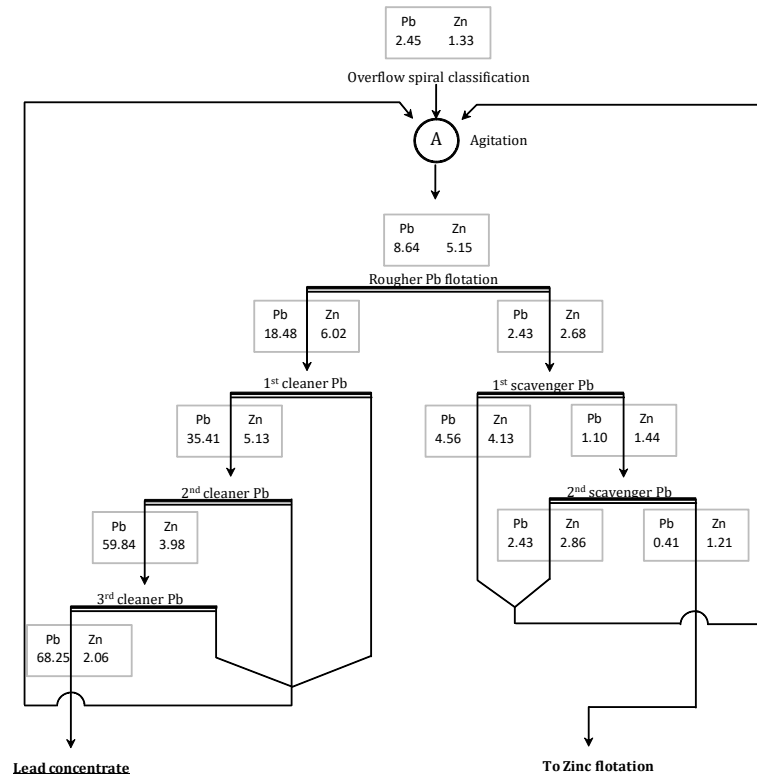 Pb Zn
2.45 1.33
Overflow spiral classification
A Agitation
Pb Zn
8.64 5.15
Rougher Pb flotation
Pb Zn
18.48 6.02
Pb Zn
2.43 2.68
1st cleaner Pb
1st scavenger Pb
Pb Zn
35.41 5.13
Pb Zn
4.56 4.13
Pb Zn
1.10 1.44
2nd cleaner Pb
2nd scavenger Pb
Pb Zn
59.84 3.98
Pb Zn
2.43 2.86
Pb Zn
0.41 1.21
3rd cleaner Pb
Pb Zn
68.25 2.06
Lead concentrate
To Zinc flotation